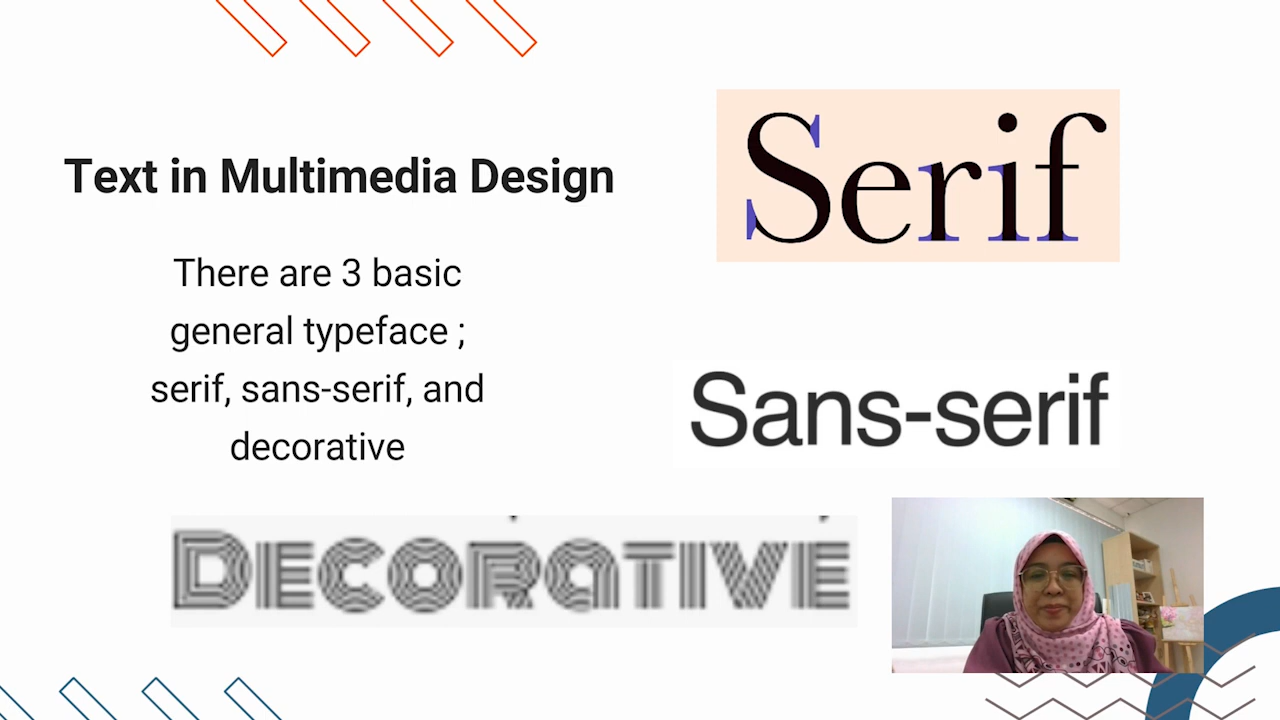 Text in Multimedia Design
There are 3 basic
general typeface ;
serif, sans-serif, and
decorative
Serif
Sans-serif
DECORATIVE